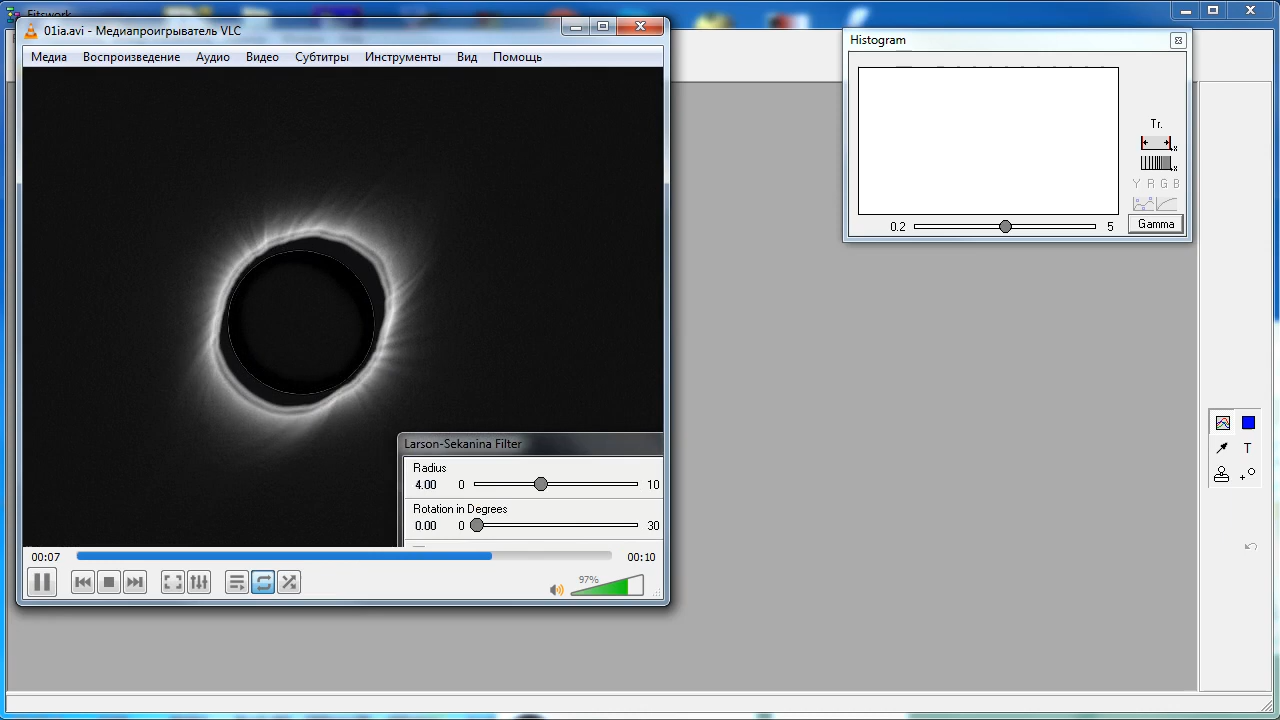 Fitswork
01ia.avi - Медиапроигрыватель VLC
Медиа Воспроизведение Аудио Видео Субтитры Инструменты Вид Помощь
Histogram
Tr.
x
x
Y R G B
0.2 5 Gamma
Larson-Sekanina Filter
Radius
4.00 0 10
Rotation in Degrees
0.00 0 30
T
00:07 00:10
97%